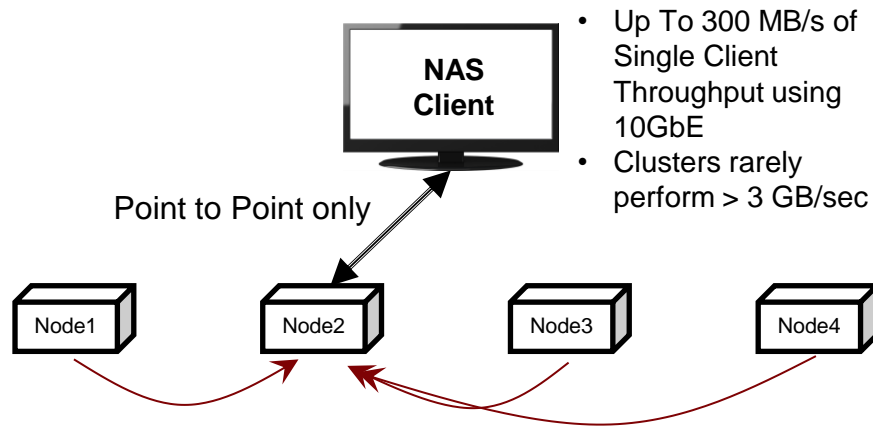 NAS
Client
• Up To 300 MB/s of
Single Client
Throughput using
10GbE
• Clusters rarely
perform > 3 GB/sec
Point to Point only
Node1
Node2
Node3
Node4